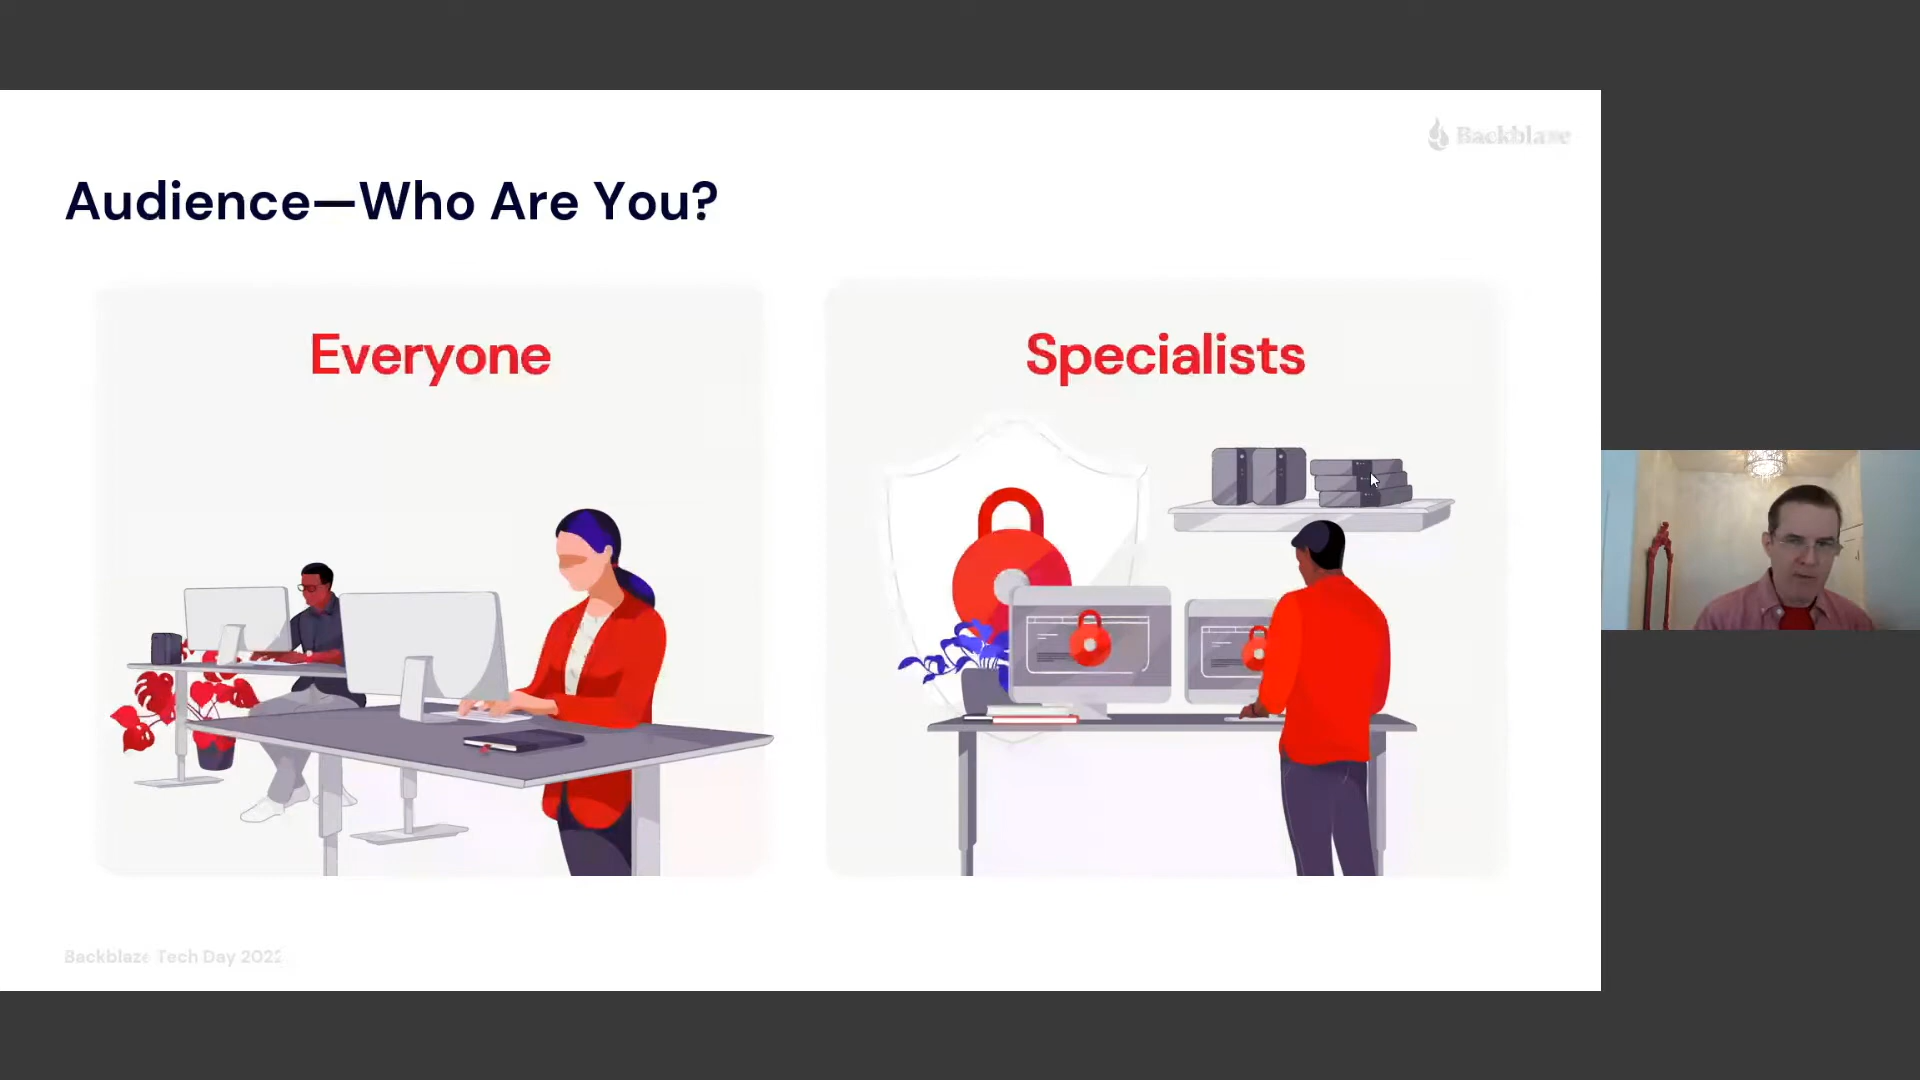 Backblaze
Audience—Who Are You?
Everyone
Specialists
Backblaze Tech Day 2022